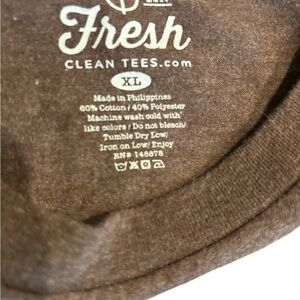 Fresh
CLEAN TEES.com
XL
Made in Philippines
60% Cotton / 40% Polyester
Machine wash cold with
like colors / Do not bleach/
Tumble Dry Low/
Iron on Low/ Enjoy
RN# 146878